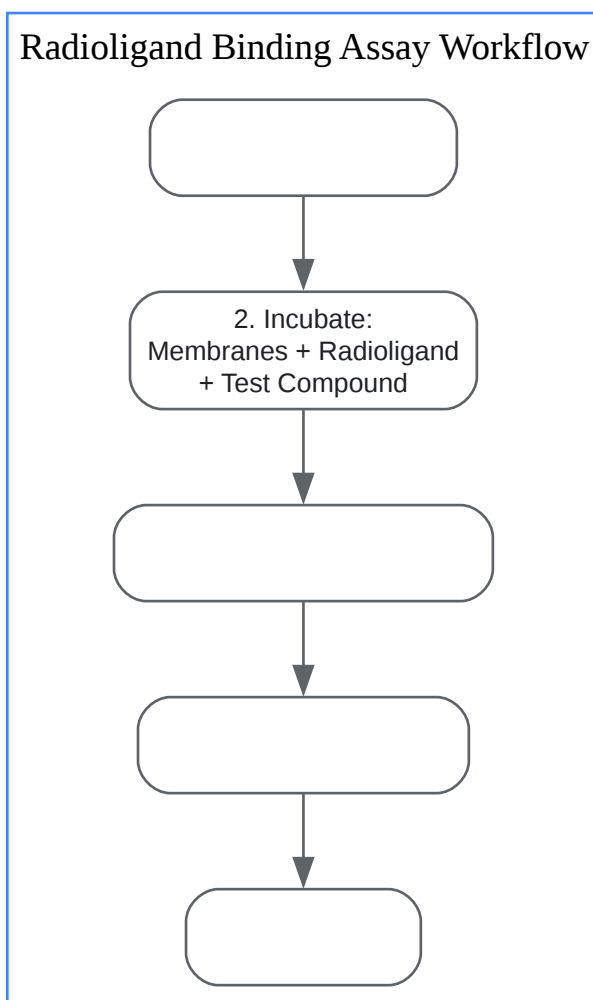 Radioligand Binding Assay Workflow
2. Incubate:
Membranes + Radioligand
+ Test Compound